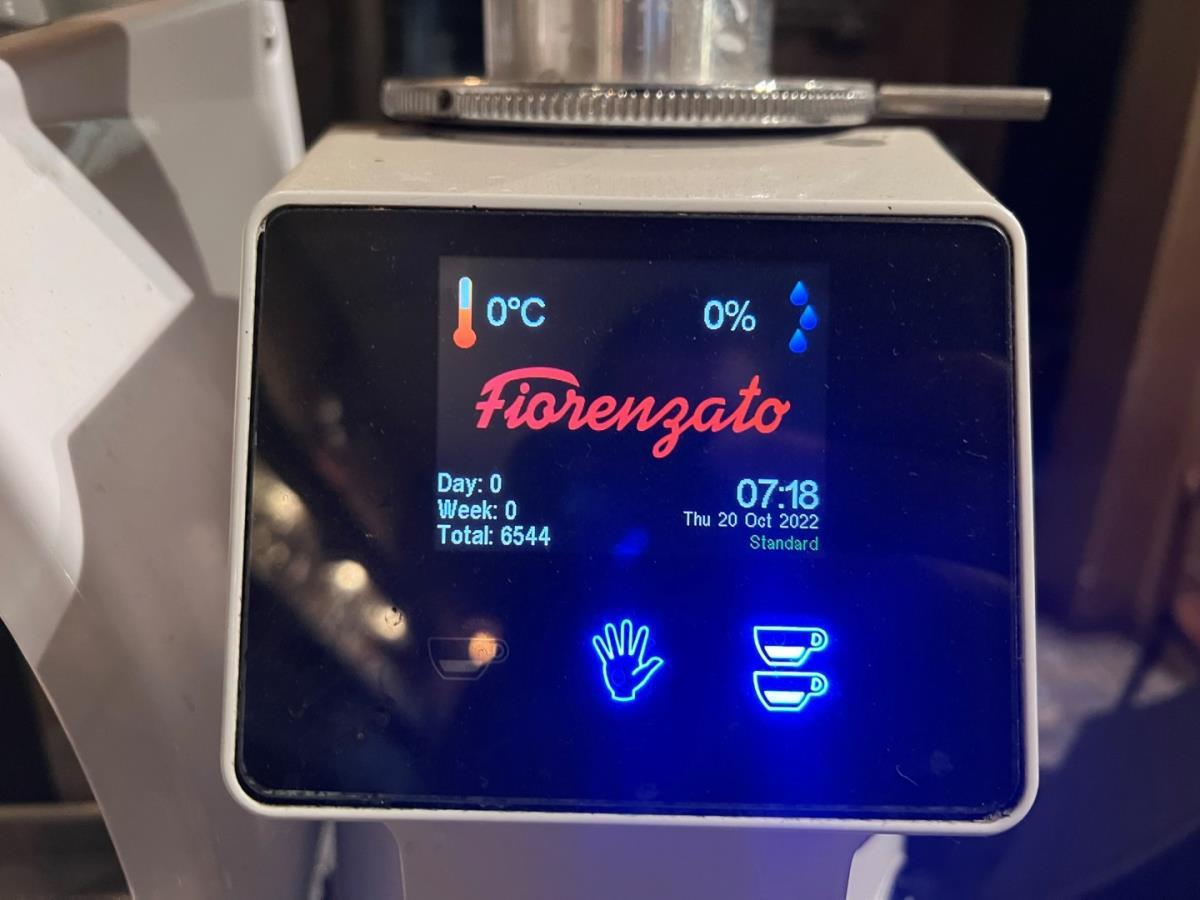 0°C
0%
Fiorenzato
Day: 0
Week: 0
Total: 6544
07:18
Thu 20 Oct 2022
Standard
D
D